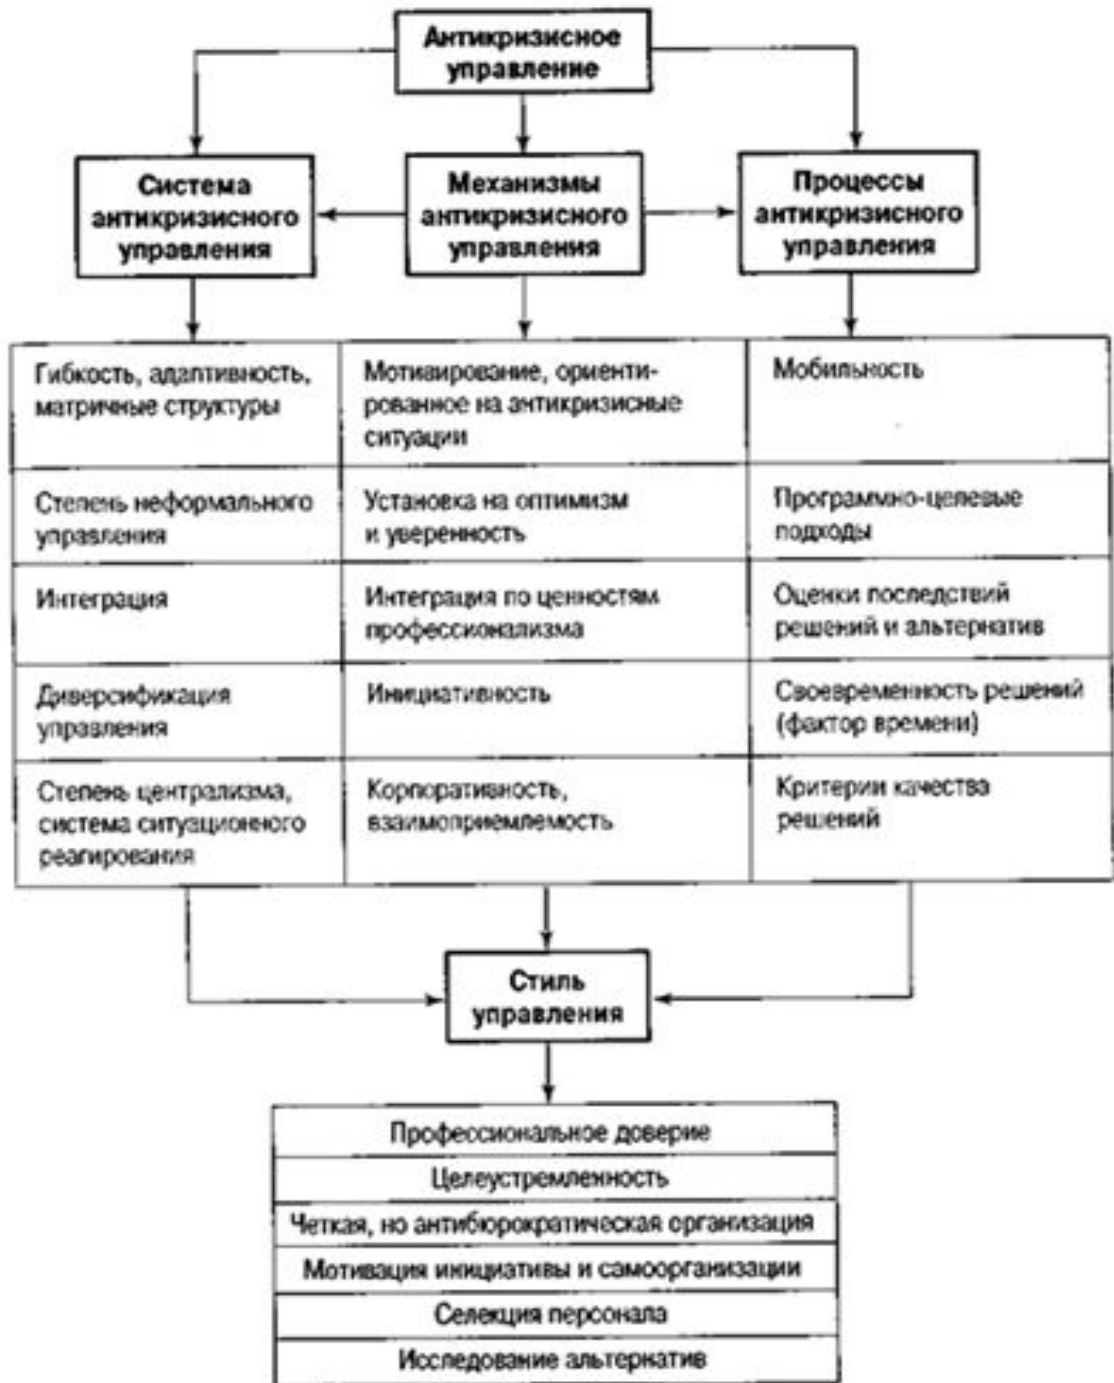 Антикризисное
управление
Система
антикризисного
управления
Механизмы
антикризисного
управления
Процессы
антикризисного
управления
Гибкость, адаптивность,
матричные структуры
Мотивирование, ориенти-
рованное на антикризисные
ситуации
Мобильность
Степень неформального
управления
Установка на оптимизм
и уверенность
Программно-целевые
подходы
Интеграция
Интеграция по ценностям
профессионализма
Оценки последствий
решений и альтернатив
Диверсификация
управления
Инициативность
Своевременность решений
(фактор времени)
Степень централизма,
система ситуационного
реагирования
Корпоративность,
взаимоприемлемость
Критерии качества
решений
Стиль
управления
Профессиональное доверие
Целеустремленность
Четкая, но антибюрократическая организация
Мотивация инициативы и самоорганизации
Селекция персонала
Исследование альтернатив